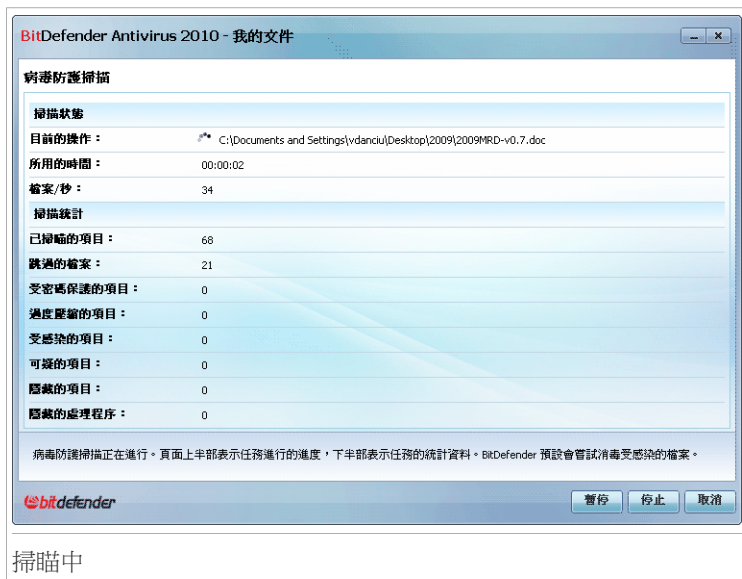 BitDefender Antivirus 2010 - 我的文件
病毒防護掃描
掃描狀態
目前的操作： C:\Documents and Settings\vdanciu\Desktop\2009\2009MRD-v0.7.doc
所用的時間： 00:00:02
檔案/秒： 34
掃描統計
已掃瞄的項目： 68
跳過的檔案： 21
受密碼保護的項目： 0
過度壓縮的項目： 0
受感染的項目： 0
可疑的項目： 0
隱藏的項目： 0
隱藏的處理程序： 0
病毒防護掃描正在進行。頁面上半部表示任務進行的進度，下半部表示任務的統計資料。BitDefender 預設會嘗試消毒受感染的檔案。
bitdefender 暫停 停止 取消
掃瞄中